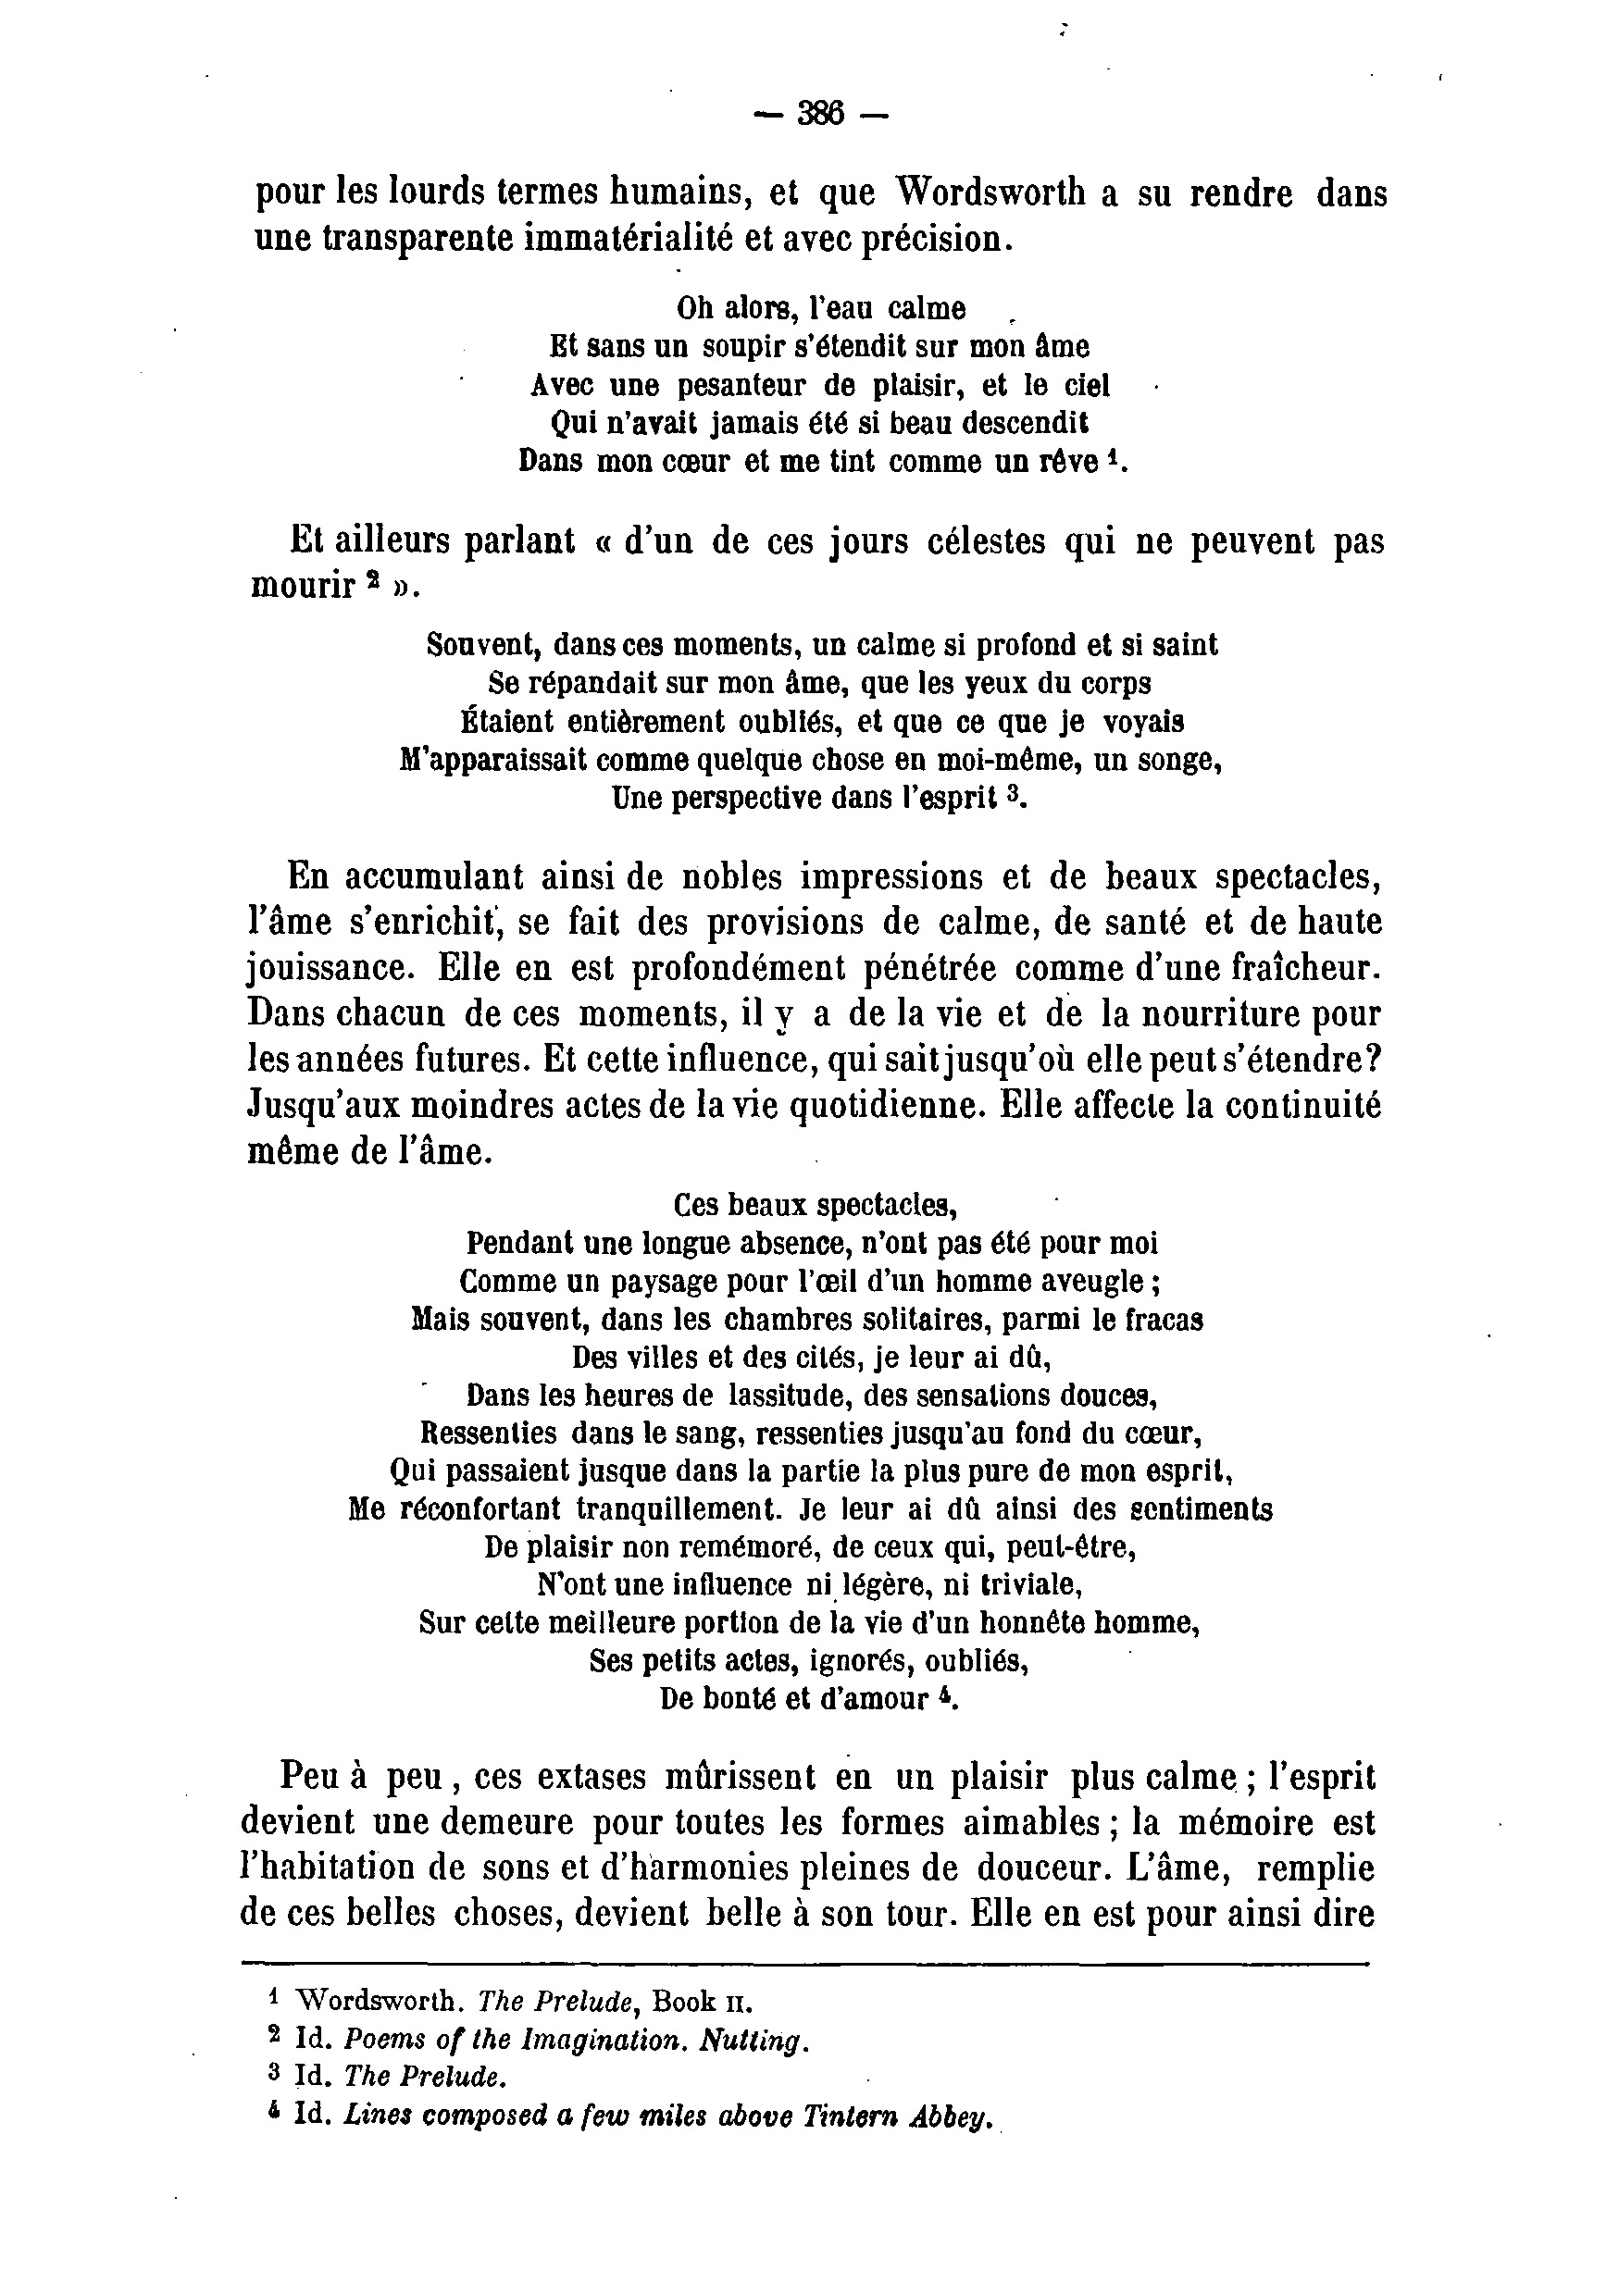 — 386 —
pour les lourds termes humains, et que Wordsworth a su rendre dans
une transparente immatérialité et avec précision.
Oh alors, l'eau calme
Et sans un soupir s'étendit sur mon âme
Avec une pesanteur de plaisir, et le ciel
Qui n'avait jamais été si beau descendit
Dans mon cœur et me tint comme un rêve ¹.
Et ailleurs parlant « d'un de ces jours célestes qui ne peuvent pas
mourir ² ».
Souvent, dans ces moments, un calme si profond et si saint
Se répandait sur mon âme, que les yeux du corps
Étaient entièrement oubliés, et que ce que je voyais
M'apparaissait comme quelque chose en moi-même, un songe,
Une perspective dans l'esprit ³.
En accumulant ainsi de nobles impressions et de beaux spectacles,
l'âme s'enrichit, se fait des provisions de calme, de santé et de haute
jouissance. Elle en est profondément pénétrée comme d'une fraîcheur.
Dans chacun de ces moments, il y a de la vie et de la nourriture pour
les années futures. Et cette influence, qui sait jusqu'où elle peut s'étendre?
Jusqu'aux moindres actes de la vie quotidienne. Elle affecte la continuité
même de l'âme.
Ces beaux spectacles,
Pendant une longue absence, n'ont pas été pour moi
Comme un paysage pour l'œil d'un homme aveugle ;
Mais souvent, dans les chambres solitaires, parmi le fracas
Des villes et des cités, je leur ai dû,
Dans les heures de lassitude, des sensations douces,
Ressenties dans le sang, ressenties jusqu'au fond du cœur,
Qui passaient jusque dans la partie la plus pure de mon esprit,
Me réconfortant tranquillement. Je leur ai dû ainsi des sentiments
De plaisir non remémoré, de ceux qui, peut-être,
N'ont une influence ni légère, ni triviale,
Sur cette meilleure portion de la vie d'un honnête homme,
Ses petits actes, ignorés, oubliés,
De bonté et d'amour ⁴.
Peu à peu, ces extases mûrissent en un plaisir plus calme ; l'esprit
devient une demeure pour toutes les formes aimables ; la mémoire est
l'habitation de sons et d'harmonies pleines de douceur. L'âme, remplie
de ces belles choses, devient belle à son tour. Elle en est pour ainsi dire
¹ Wordsworth. The Prelude, Book II.
² Id. Poems of the Imagination. Nutting.
³ Id. The Prelude.
⁴ Id. Lines composed a few miles above Tintern Abbey.